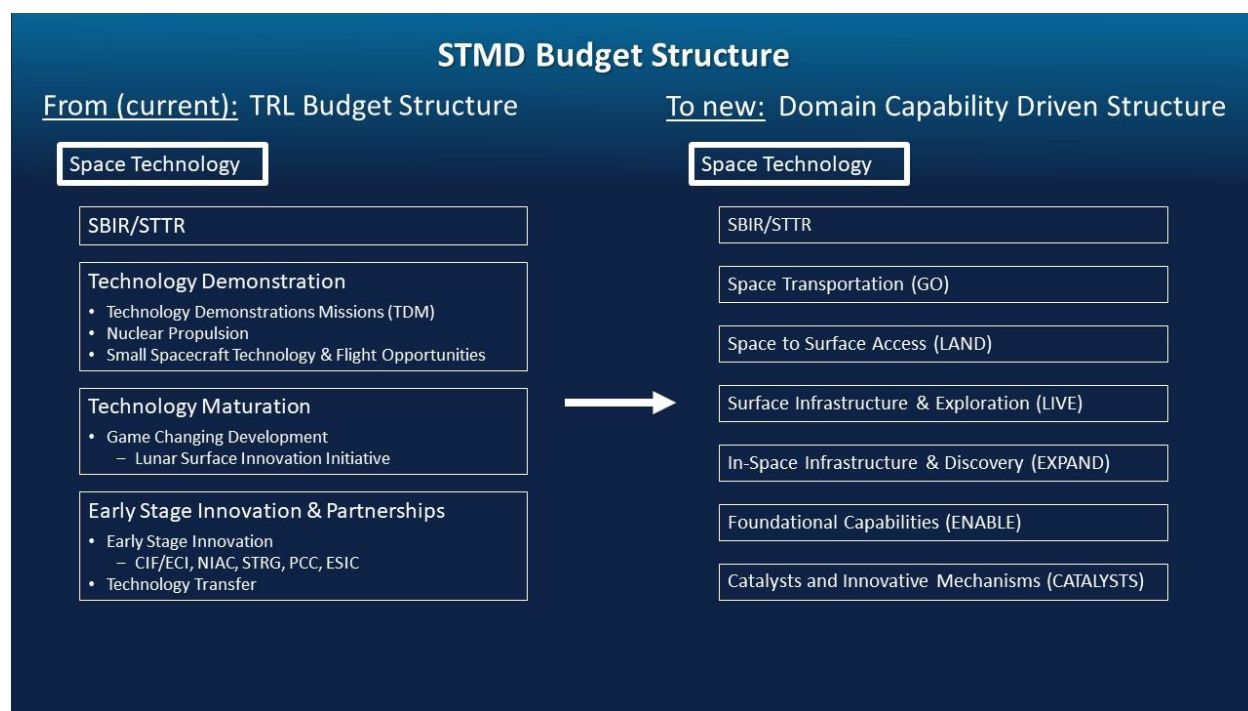 STMD Budget Structure
From (current): TRL Budget Structure
Space Technology
SBIR/STTR
Technology Demonstration
• Technology Demonstrations Missions (TDM)
• Nuclear Propulsion
• Small Spacecraft Technology & Flight Opportunities
Technology Maturation
• Game Changing Development
– Lunar Surface Innovation Initiative
Early Stage Innovation & Partnerships
• Early Stage Innovation
– CIF/ECI, NIAC, STRG, PCC, ESIC
• Technology Transfer
To new: Domain Capability Driven Structure
Space Technology
SBIR/STTR
Space Transportation (GO)
Space to Surface Access (LAND)
Surface Infrastructure & Exploration (LIVE)
In-Space Infrastructure & Discovery (EXPAND)
Foundational Capabilities (ENABLE)
Catalysts and Innovative Mechanisms (CATALYSTS)